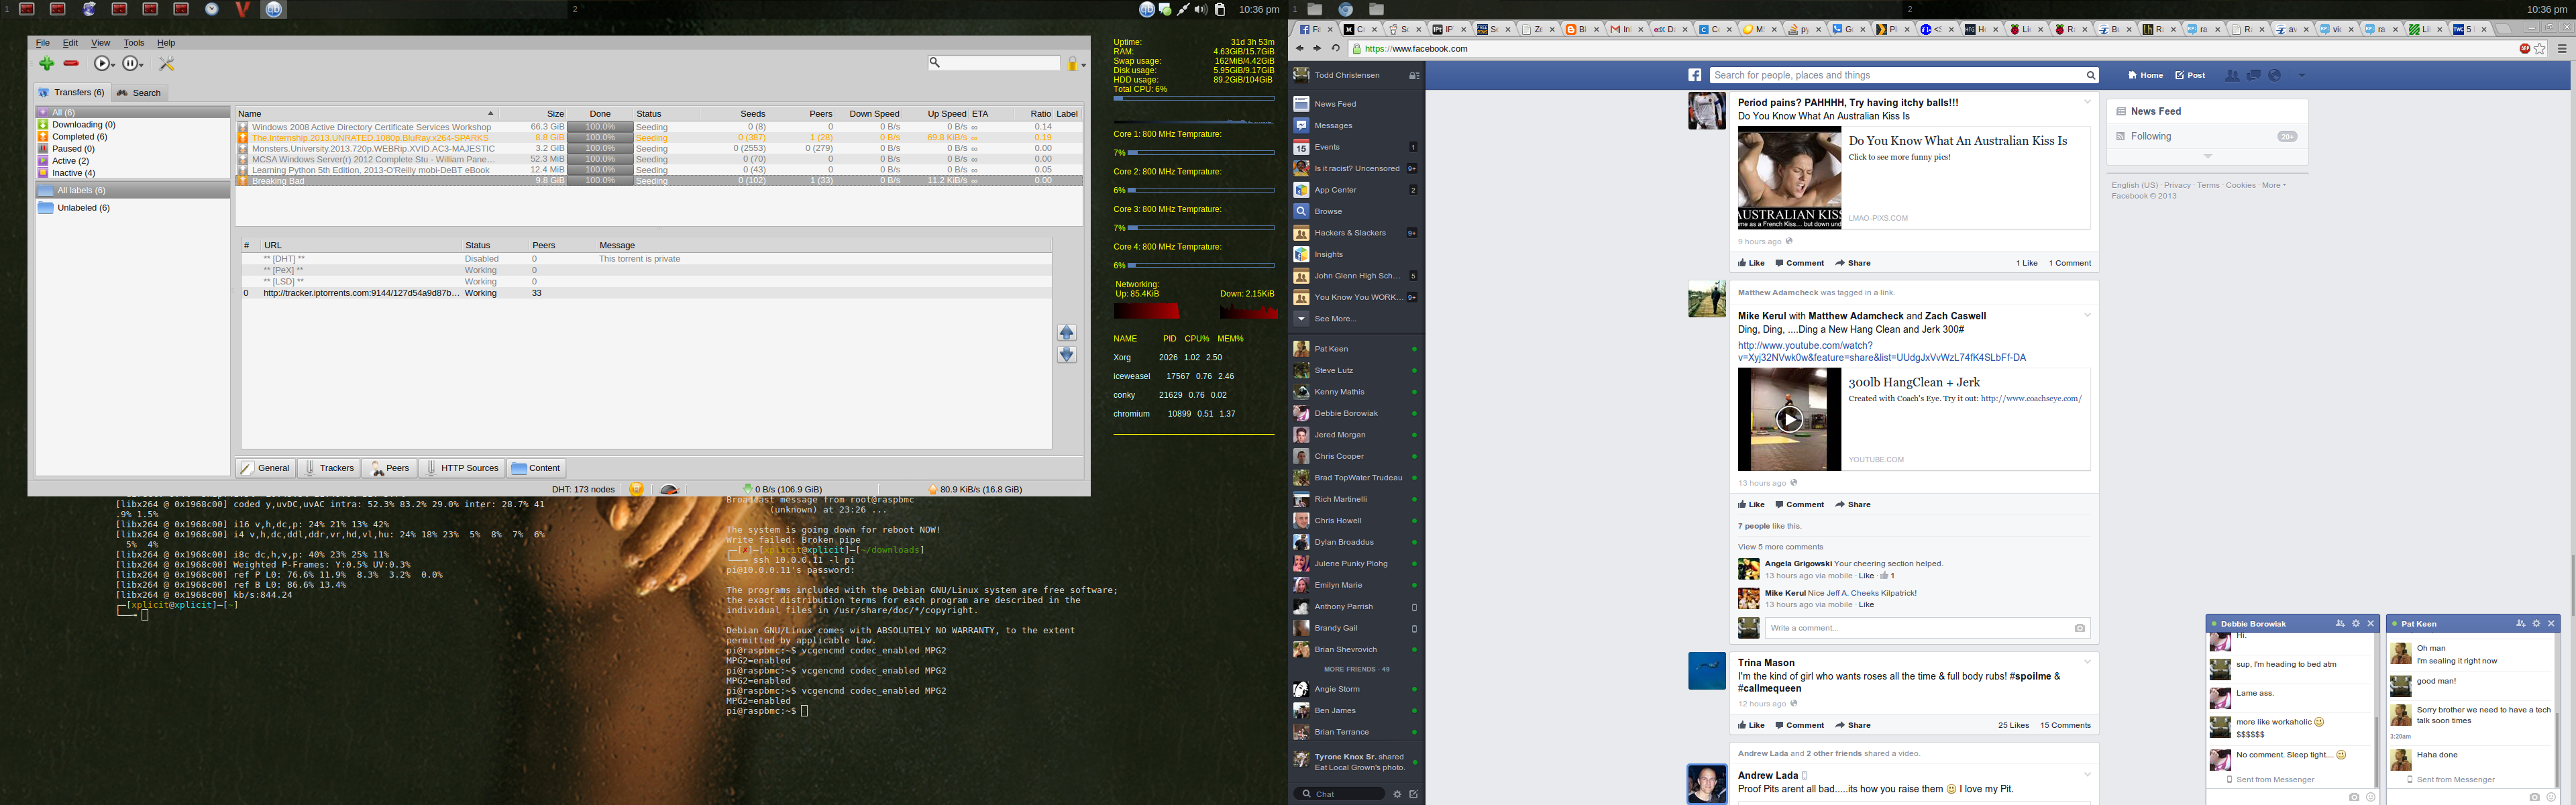 1
2
10:36 pm
File Edit View Tools Help
Transfers (6) Search
All (6)
Downloading (0)
Completed (6)
Paused (0)
Active (2)
Inactive (4)
All labels (6)
Unlabeled (6)
Name Size Done Status Seeds Peers Down Speed Up Speed ETA Ratio Label
Windows 2008 Active Directory Certificate Services Workshop 66.3 GiB 100.0% Seeding 0 (8) 0 0 B/s 0 B/s ∞ 0.14
The.Internship.2013.UNRATED.1080p.BluRay.x264-SPARKS 8.8 GiB 100.0% Seeding 0 (387) 1 (28) 0 B/s 69.8 KiB/s ∞ 0.19
Monsters.University.2013.720p.WEBRip.XVID.AC3-MAJESTIC 3.2 GiB 100.0% Seeding 0 (2553) 0 (279) 0 B/s 0 B/s ∞ 0.00
MCSA Windows Server(r) 2012 Complete Stu - William Pane... 52.3 MiB 100.0% Seeding 0 (70) 0 0 B/s 0 B/s ∞ 0.00
Learning Python 5th Edition, 2013-O'Reilly mobi-DeBT eBook 12.4 MiB 100.0% Seeding 0 (43) 0 0 B/s 0 B/s ∞ 0.05
Breaking Bad 9.8 GiB 100.0% Seeding 0 (102) 1 (33) 0 B/s 11.2 KiB/s ∞ 0.00
# URL Status Peers Message
** [DHT] ** Disabled 0 This torrent is private
** [PeX] ** Working 0
** [LSD] ** Working 0
0 http://tracker.iptorrents.com:9144/127d54a9d87b... Working 33
General Trackers Peers HTTP Sources Content
DHT: 173 nodes 0 B/s (106.9 GiB) 80.9 KiB/s (16.8 GiB)
Uptime: 31d 3h 53m
RAM: 4.63GiB/15.7GiB
Swap usage: 162MiB/4.42GiB
Disk usage: 5.95GiB/9.17GiB
HDD usage: 89.2GiB/104GiB
Total CPU: 6%
Core 1: 800 MHz Temprature:
7%
Core 2: 800 MHz Temprature:
6%
Core 3: 800 MHz Temprature:
7%
Core 4: 800 MHz Temprature:
6%
Networking:
Up: 85.4KiB Down: 2.15KiB
NAME PID CPU% MEM%
Xorg 2026 1.02 2.50
iceweasel 17567 0.76 2.46
conky 21629 0.76 0.02
chromium 10899 0.51 1.37
[libx264 @ 0x1968c00] coded y,uvDC,uvAC intra: 52.3% 83.2% 29.0% inter: 28.7% 41
.9% 1.5%
[libx264 @ 0x1968c00] i16 v,h,dc,p: 24% 21% 13% 42%
[libx264 @ 0x1968c00] i4 v,h,dc,ddl,ddr,vr,hd,vl,hu: 24% 18% 23% 5% 8% 7% 6%
5% 4%
[libx264 @ 0x1968c00] i8c dc,h,v,p: 40% 23% 25% 11%
[libx264 @ 0x1968c00] Weighted P-Frames: Y:0.5% UV:0.3%
[libx264 @ 0x1968c00] ref P L0: 76.6% 11.9% 8.3% 3.2% 0.0%
[libx264 @ 0x1968c00] ref B L0: 86.6% 13.4%
[libx264 @ 0x1968c00] kb/s:844.24
[xplicit@xplicit]-[~]
Broadcast message from root@raspbmc
(unknown) at 23:26 ...
The system is going down for reboot NOW!
Write failed: Broken pipe
[✗]-[xplicit@xplicit]-[~/downloads]
ssh 10.0.0.11 -l pi
pi@10.0.0.11's password:
The programs included with the Debian GNU/Linux system are free software;
the exact distribution terms for each program are described in the
individual files in /usr/share/doc/*/copyright.
Debian GNU/Linux comes with ABSOLUTELY NO WARRANTY, to the extent
permitted by applicable law.
pi@raspbmc:~$ vcgencmd codec_enabled MPG2
MPG2=enabled
pi@raspbmc:~$ vcgencmd codec_enabled MPG2
MPG2=enabled
pi@raspbmc:~$ vcgencmd codec_enabled MPG2
MPG2=enabled
pi@raspbmc:~$
1
2
10:36 pm
https://www.facebook.com
Todd Christensen
News Feed
Messages
Events 1
Is it racist? Uncensored 9+
App Center 2
Browse
Hackers & Slackers 9+
Insights
John Glenn High Sch... 5
You Know You WORK... 9+
See More...
Pat Keen
Steve Lutz
Kenny Mathis
Debbie Borowiak
Jered Morgan
Chris Cooper
Brad TopWater Trudeau
Rich Martinelli
Chris Howell
Dylan Broaddus
Julene Punky Plohg
Emilyn Marie
Anthony Parrish
Brandy Gail
Brian Shevrovich
MORE FRIENDS · 49
Angie Storm
Ben James
Brian Terrance
Tyrone Knox Sr. shared
Eat Local Grown's photo.
Chat
Search for people, places and things
Home Post
Period pains? PAHHHH, Try having itchy balls!!!
Do You Know What An Australian Kiss Is
Do You Know What An Australian Kiss Is
Click to see more funny pics!
AUSTRALIAN KISS
LMAO-PIXS.COM
9 hours ago
Like Comment Share 1 Like 1 Comment
Matthew Adamcheck was tagged in a link.
Mike Kerul with Matthew Adamcheck and Zach Caswell
Ding, Ding, ....Ding a New Hang Clean and Jerk 300#
http://www.youtube.com/watch?
v=Xyj32NVwk0w&feature=share&list=UUdgJxVvWzL74fK4SLbFf-DA
300lb HangClean + Jerk
Created with Coach's Eye. Try it out: http://www.coachseye.com/
YOUTUBE.COM
13 hours ago
Like Comment Share
7 people like this.
View 5 more comments
Angela Grigowski Your cheering section helped.
13 hours ago via mobile · Like · 1
Mike Kerul Nice Jeff A. Cheeks Kilpatrick!
13 hours ago via mobile · Like
Write a comment...
Trina Mason
I'm the kind of girl who wants roses all the time & full body rubs! #spoilme &
#callmequeen
12 hours ago
Like Comment Share 25 Likes 15 Comments
Andrew Lada and 2 other friends shared a video.
Andrew Lada
Proof Pits arent all bad.....its how you raise them I love my Pit.
News Feed
Following 20+
English (US) · Privacy · Terms · Cookies · More
Facebook © 2013
Debbie Borowiak
Hi.
sup, I'm heading to bed atm
Lame ass.
more like workaholic
$$$$$$
No comment. Sleep tight....
Sent from Messenger
Pat Keen
Oh man
I'm sealing it right now
good man!
Sorry brother we need to have a tech
talk soon times
3:20am
Haha done
Sent from Messenger